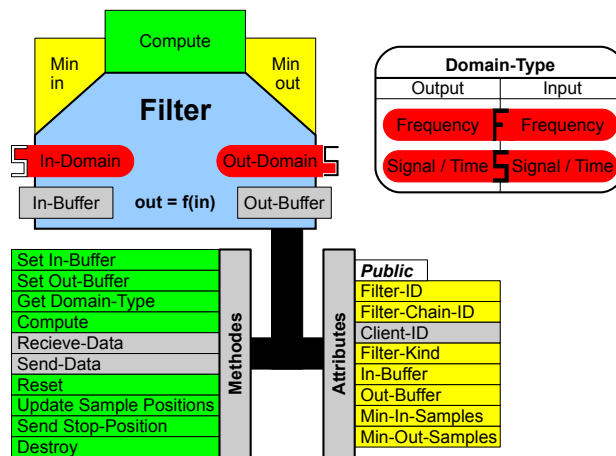 Compute
Min
in
Min
out
Filter
In-Domain
Out-Domain
In-Buffer
out = f(in)
Out-Buffer
Domain-Type
Output
Input
Frequency
Frequency
Signal / Time
Signal / Time
Set In-Buffer
Set Out-Buffer
Get Domain-Type
Compute
Recieve-Data
Send-Data
Reset
Update Sample Positions
Send Stop-Position
Destroy
Methodes
Attributes
Public
Filter-ID
Filter-Chain-ID
Client-ID
Filter-Kind
In-Buffer
Out-Buffer
Min-In-Samples
Min-Out-Samples